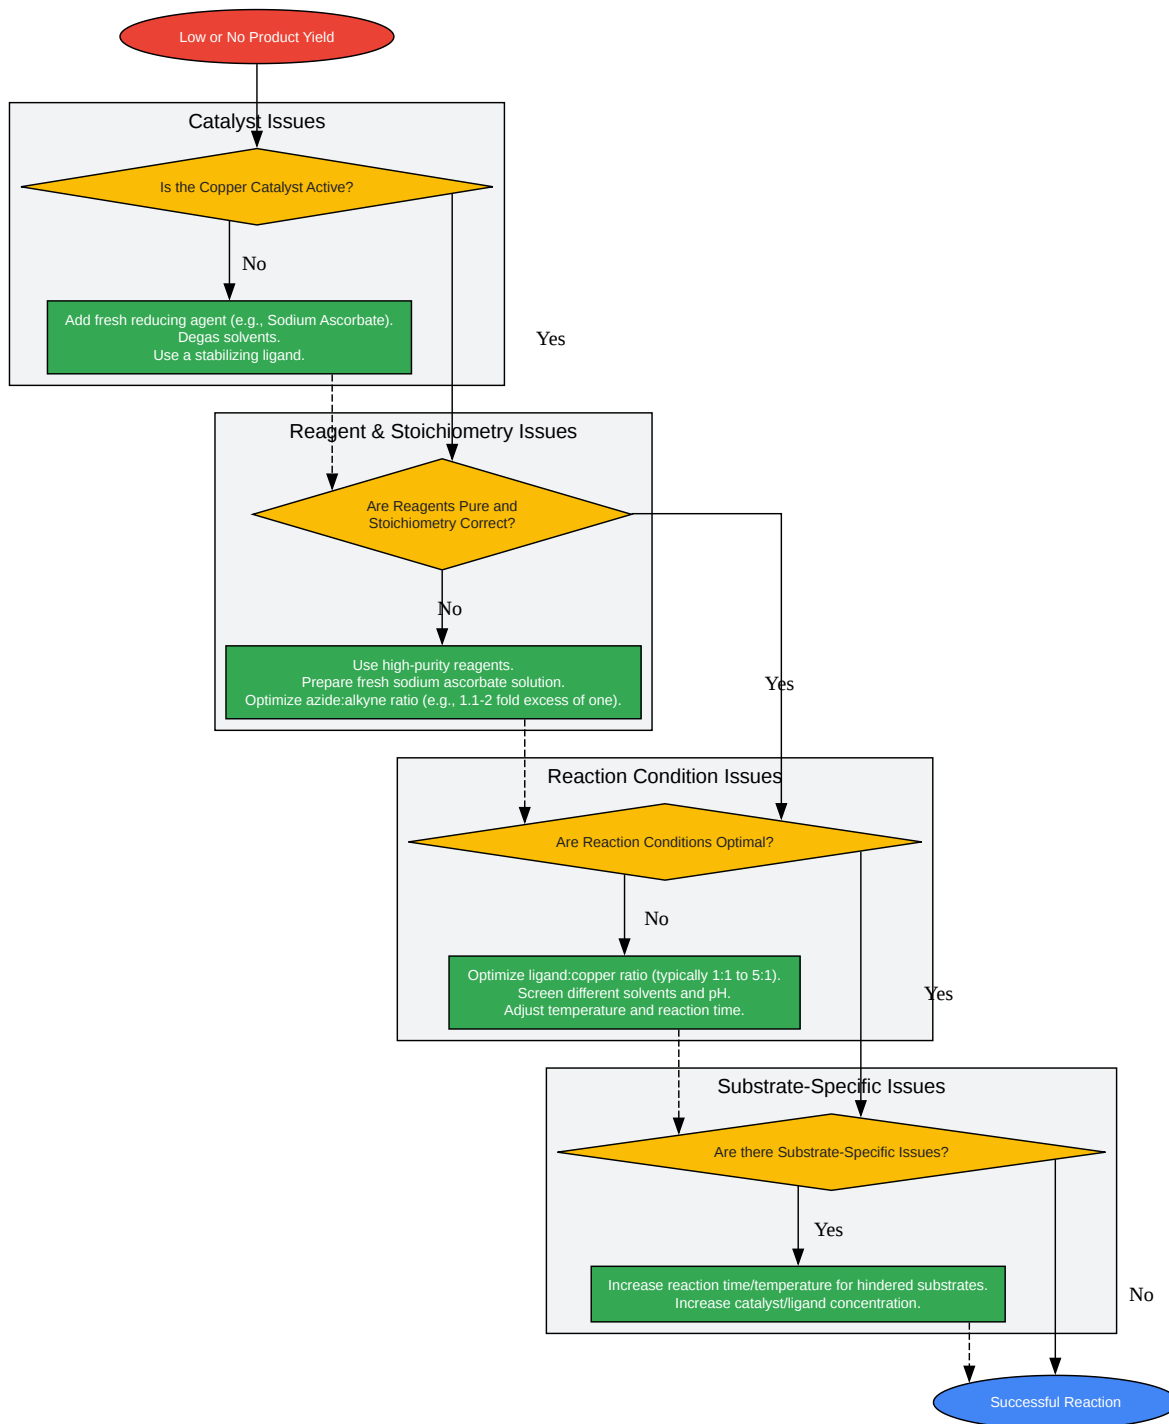 Low or No Product Yield
Catalyst Issues
Is the Copper Catalyst Active?
No
Add fresh reducing agent (e.g., Sodium Ascorbate).
Degas solvents.
Use a stabilizing ligand.
Yes
Reagent & Stoichiometry Issues
Are Reagents Pure and
Stoichiometry Correct?
No
Use high-purity reagents.
Prepare fresh sodium ascorbate solution.
Optimize azide:alkyne ratio (e.g., 1.1-2 fold excess of one).
Yes
Reaction Condition Issues
Are Reaction Conditions Optimal?
No
Optimize ligand:copper ratio (typically 1:1 to 5:1).
Screen different solvents and pH.
Adjust temperature and reaction time.
Yes
Substrate-Specific Issues
Are there Substrate-Specific Issues?
Yes
Increase reaction time/temperature for hindered substrates.
Increase catalyst/ligand concentration.
No
Successful Reaction